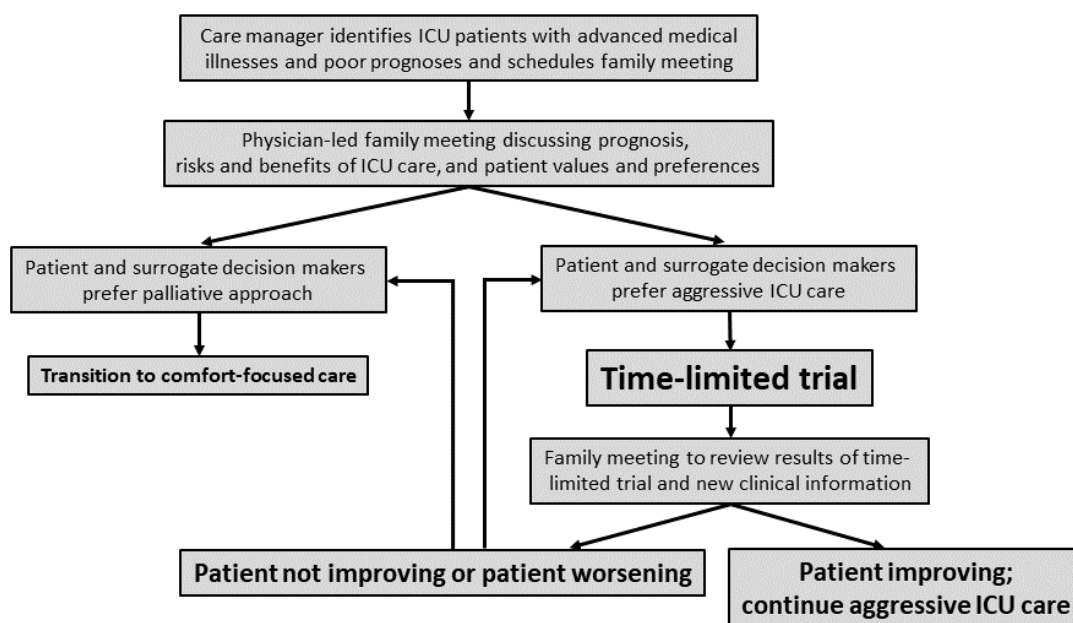 Care manager identifies ICU patients with advanced medical
illnesses and poor prognoses and schedules family meeting
Physician-led family meeting discussing prognosis,
risks and benefits of ICU care, and patient values and preferences
Patient and surrogate decision makers
prefer palliative approach
Patient and surrogate decision makers
prefer aggressive ICU care
Transition to comfort-focused care
Time-limited trial
Family meeting to review results of time-
limited trial and new clinical information
Patient not improving or patient worsening
Patient improving;
continue aggressive ICU care